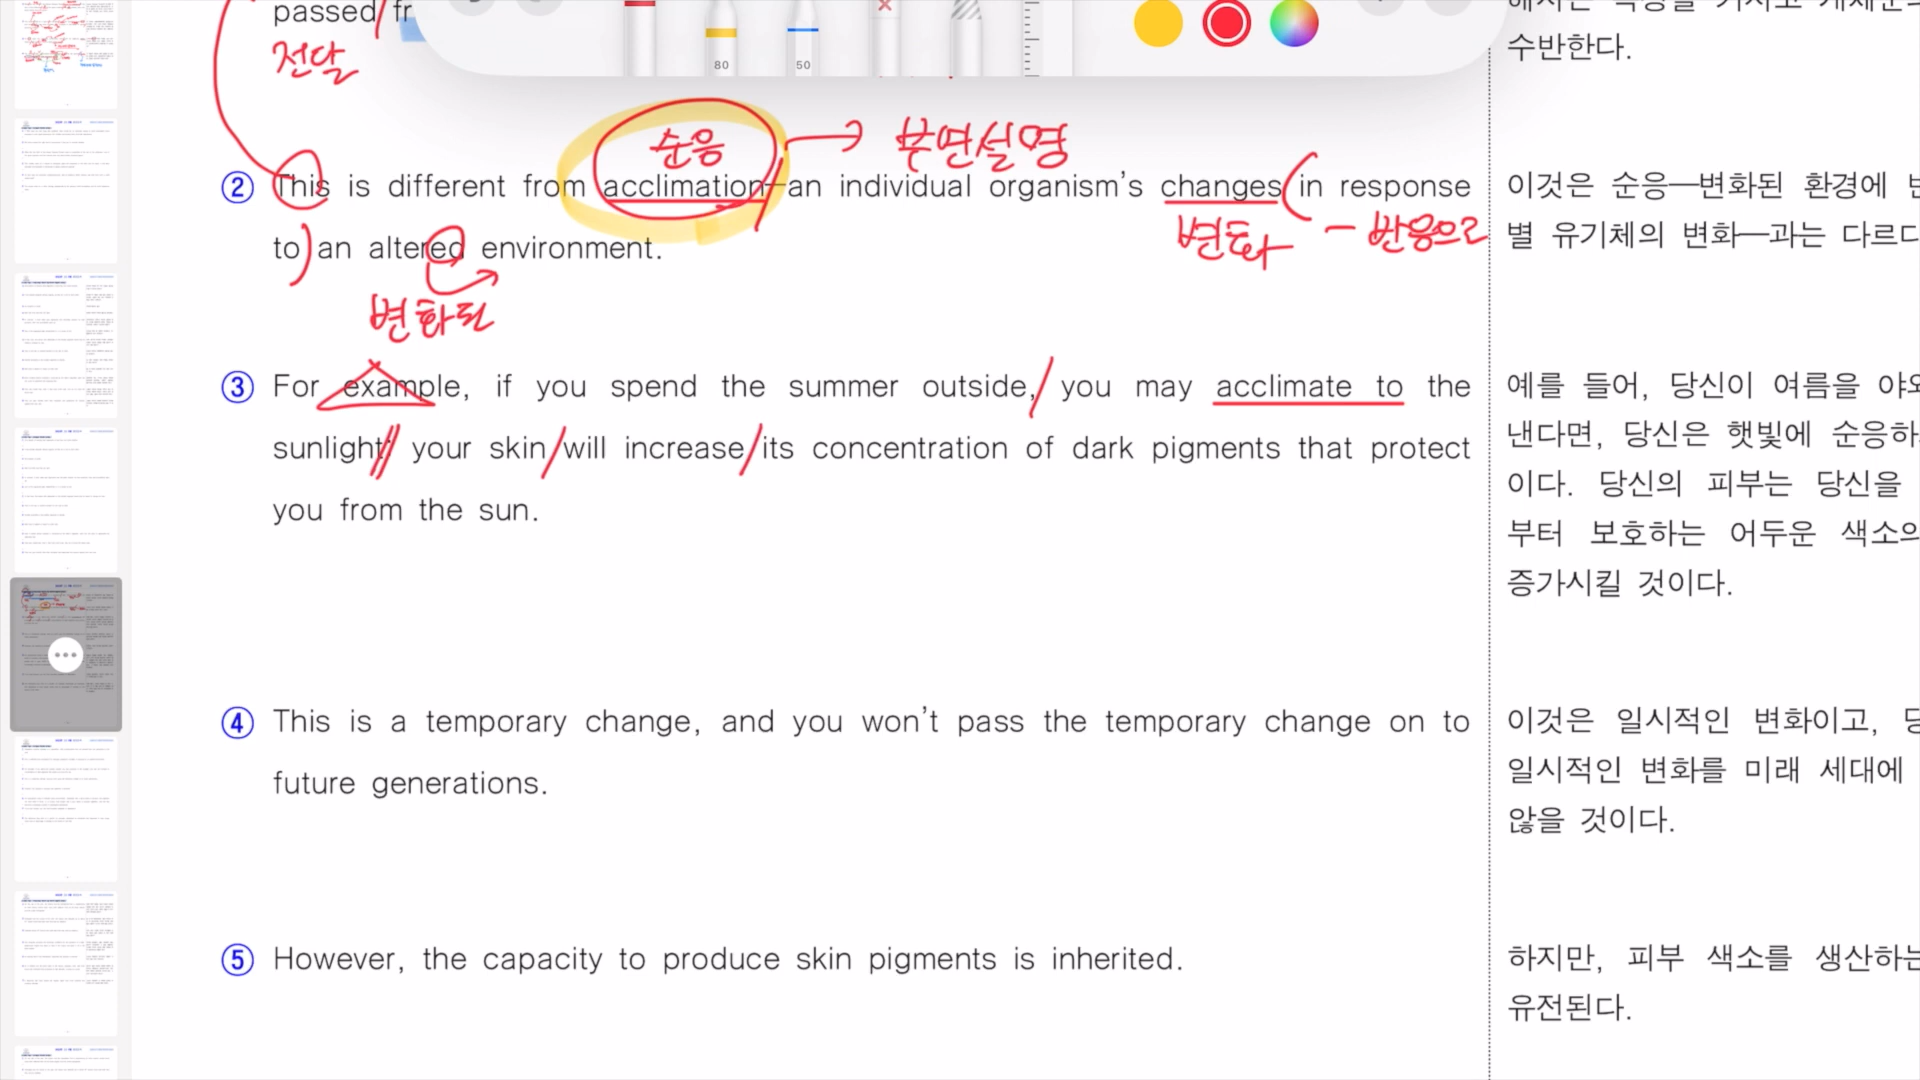 passed fr
수반한다.
전달
80
50
순응
부연설명
② This is different from acclimation—an individual organism's changes in response
to an altered environment.
변화
- 반응으로
변화된
이것은 순응—변화된 환경에
별 유기체의 변화—과는 다르다
③ For example, if you spend the summer outside, you may acclimate to the
sunlight; your skin will increase its concentration of dark pigments that protect
you from the sun.
예를 들어, 당신이 여름을
낸다면, 당신은 햇빛에 순응하
이다. 당신의 피부는 당신을
부터 보호하는 어두운 색소의
증가시킬 것이다.
④ This is a temporary change, and you won't pass the temporary change on to
future generations.
이것은 일시적인 변화이고,
일시적인 변화를 미래 세대에
않을 것이다.
⑤ However, the capacity to produce skin pigments is inherited.
하지만, 피부 색소를 생산하는
유전된다.